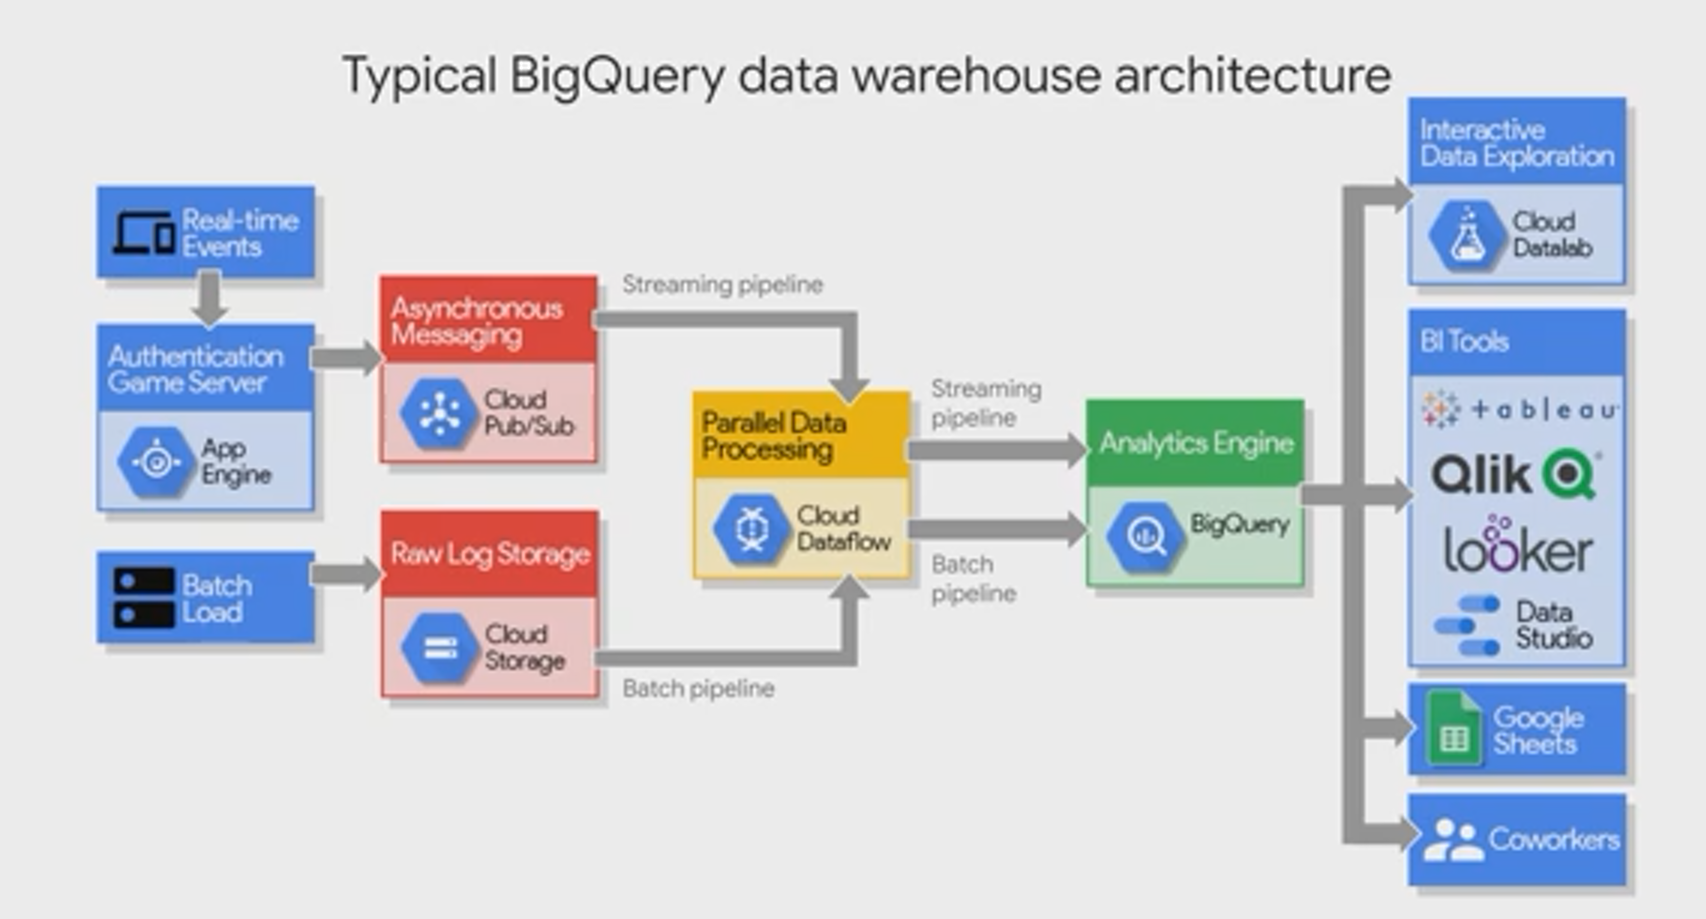 Typical BigQuery data warehouse architecture
Real-time
Events
Authentication
Game Server
App
Engine
Batch
Load
Asynchronous
Messaging
Cloud
Pub/Sub
Raw Log Storage
Cloud
Storage
Streaming pipeline
Batch pipeline
Parallel Data
Processing
Cloud
Dataflow
Streaming
pipeline
Batch
pipeline
Analytics Engine
BigQuery
Interactive
Data Exploration
Cloud
Datalab
BI Tools
+ableau
Qlik
looker
Data
Studio
Google
Sheets
Coworkers